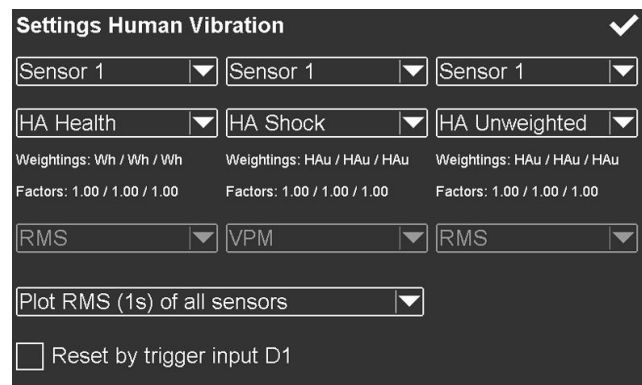 Settings Human Vibration
Sensor 1 Sensor 1 Sensor 1
HA Health HA Shock HA Unweighted
Weightings: Wh / Wh / Wh Weightings: HAu / HAu / HAu Weightings: HAu / HAu / HAu
Factors: 1.00 / 1.00 / 1.00 Factors: 1.00 / 1.00 / 1.00 Factors: 1.00 / 1.00 / 1.00
RMS VPM RMS
Plot RMS (1s) of all sensors
Reset by trigger input D1